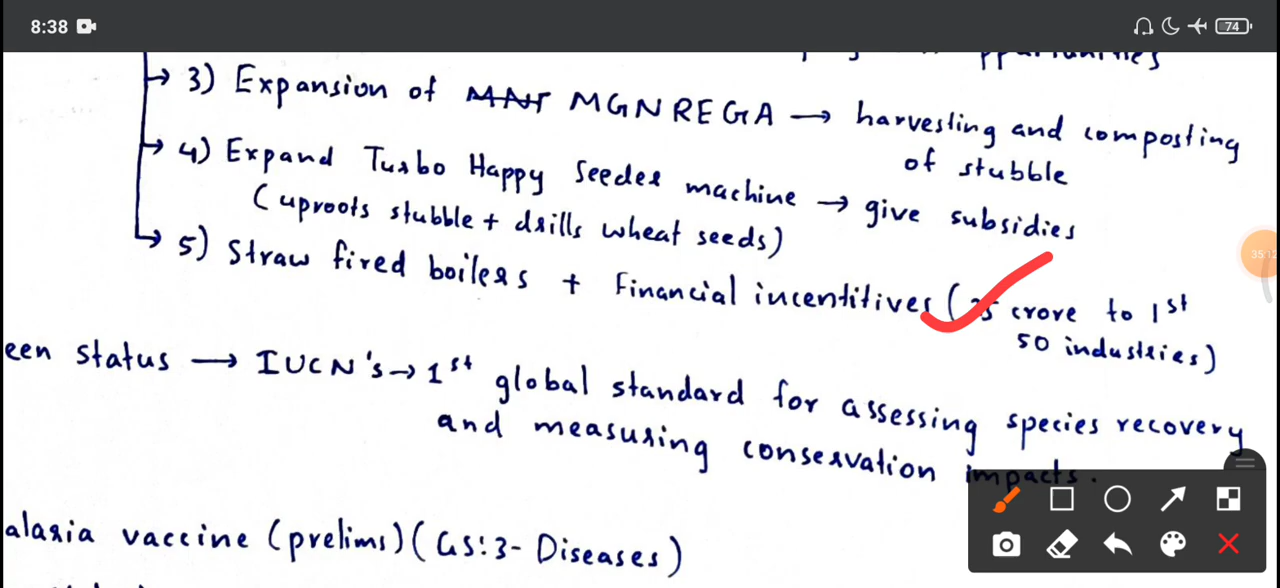 8:38
74
3) Expansion of MGNREGA → harvesting and composting
of stubble
4) Expand Turbo Happy Seeder machine → give subsidies
(uproots stubble + drills wheat seeds)
35:12
5) Straw fired boilers + Financial incentitives ( crore to 1st
50 industries)
een status → IUCN's → 1st global standard for assessing species recovery
and measuring conservation impacts.
alaria vaccine (prelims) (GS:3- Diseases)